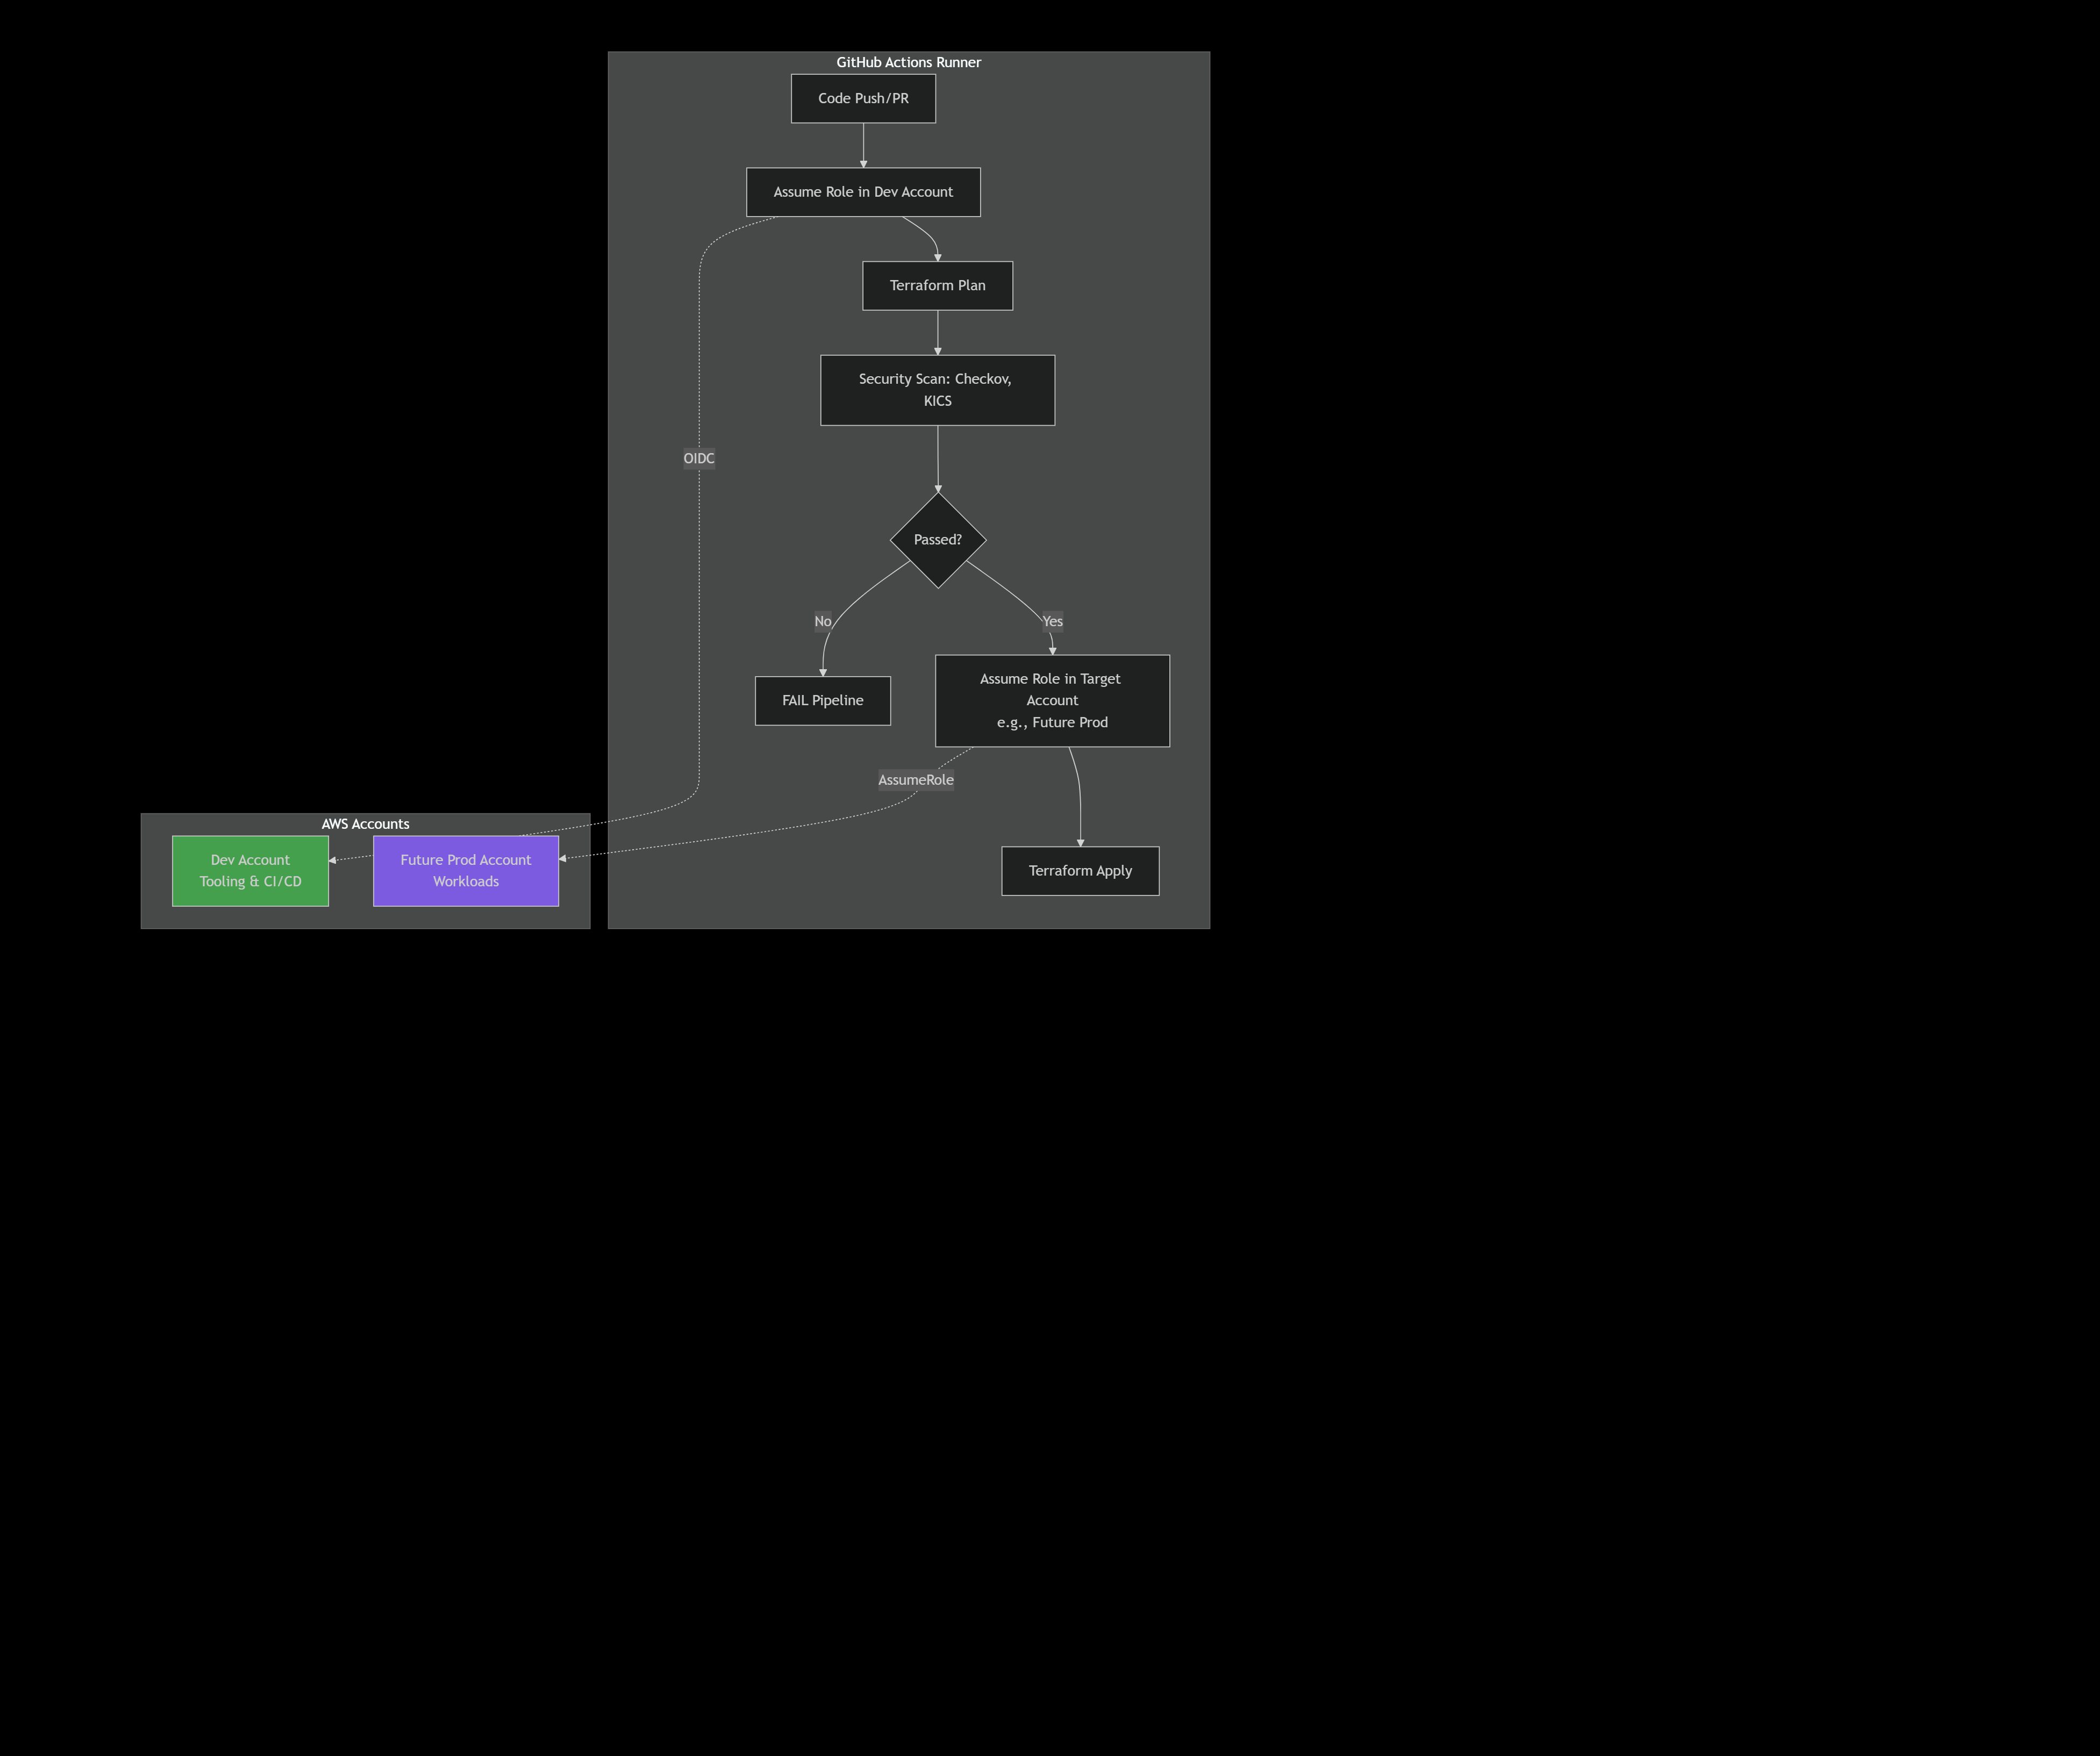 GitHub Actions Runner
Code Push/PR
Assume Role in Dev Account
Terraform Plan
Security Scan: Checkov,
KICS
OIDC
Passed?
No
Yes
FAIL Pipeline
Assume Role in Target
Account
e.g., Future Prod
AssumeRole
AWS Accounts
Dev Account
Tooling & CI/CD
Future Prod Account
Workloads
Terraform Apply